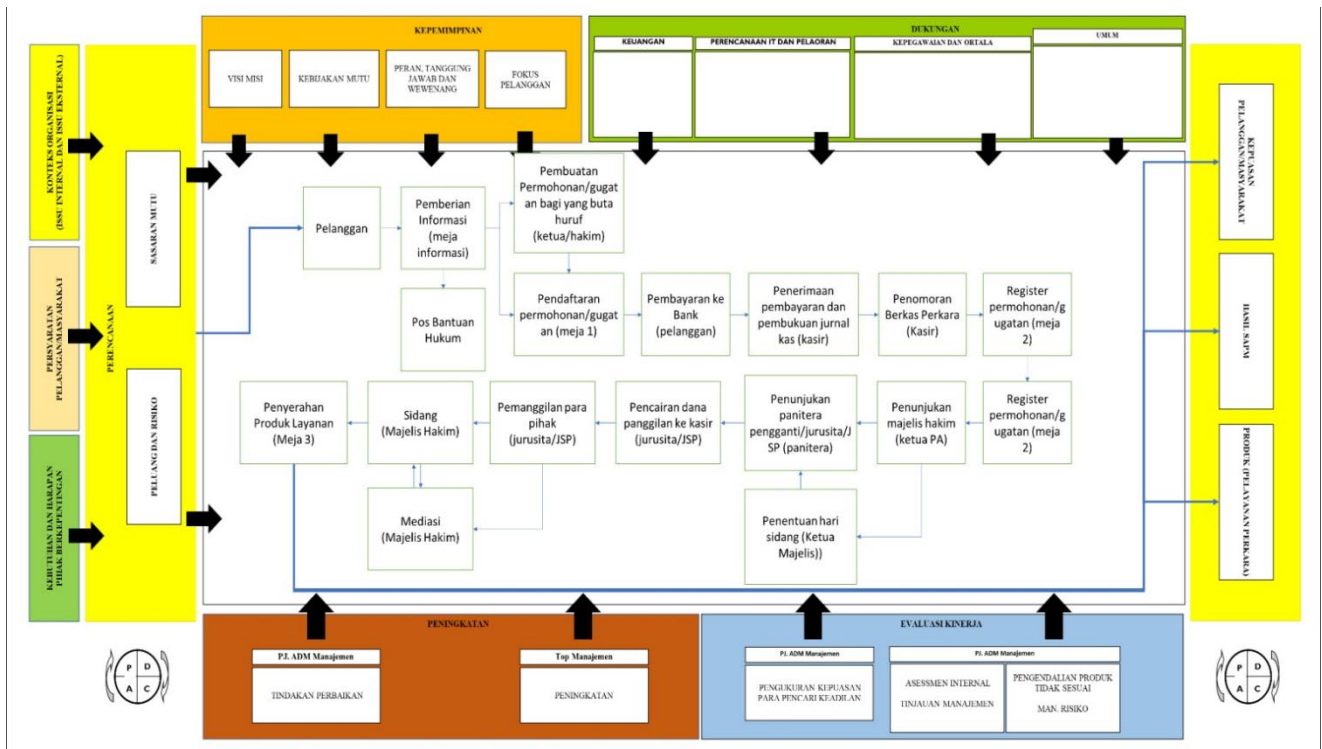 KEPEMIMPINAN
VISI MISI
KEBIJAKAN MUTU
PERAN, TANGGUNG
JAWAB DAN
WEWENANG
FOKUS
PELANGGAN
DUKUNGAN
KEUANGAN
PERENCANAAN IT DAN PELAORAN
KEPEGAWAIAN DAN ORTALA
UMUM
KONTEKS ORGANISASI
(ISSU INTERNAL DAN ISSU EKSTERNAL)
PERSYARATAN
PELANGGAN/MASYARAKAT
KEBUTUHAN DAN HARAPAN
PIHAK BERKEPENTINGAN
PERENCANAAN
SASARAN MUTU
PELUANG DAN RISIKO
Pelanggan
Pemberian
Informasi
(meja
informasi)
Pembuatan
Permohonan/gugat
an bagi yang buta
huruf
(ketua/hakim)
Pos Bantuan
Hukum
Pendaftaran
permohonan/gugat
an (meja 1)
Pembayaran ke
Bank
(pelanggan)
Penerimaan
pembayaran dan
pembukuan jurnal
kas (kasir)
Penomoran
Berkas Perkara
(Kasir)
Register
permohonan/g
ugatan (meja
2)
Penyerahan
Produk Layanan
(Meja 3)
Sidang
(Majelis Hakim)
Pemanggilan para
pihak
(jurusita/JSP)
Pencairan dana
panggilan ke kasir
(jurusita/JSP)
Penunjukan
panitera
pengganti/jurusita/J
SP (panitera)
Penunjukan
majelis hakim
(ketua PA)
Register
permohonan/g
ugatan (meja
2)
Mediasi
(Majelis Hakim)
Penentuan hari
sidang (Ketua
Majelis))
KEPUASAN
PELANGGAN/MASYARAKAT
HASIL SAPM
PRODUK (PELAYANAN PERKARA)
P D
A C
PENINGKATAN
PJ. ADM Manajemen
TINDAKAN PERBAIKAN
Top Manajemen
PENINGKATAN
EVALUASI KINERJA
PJ. ADM Manajemen
PENGUKURAN KEPUASAN
PARA PENCARI KEADILAN
PJ. ADM Manajemen
ASESSMEN INTERNAL
TINJAUAN MANAJEMEN
PENGENDALIAN PRODUK
TIDAK SESUAI
MAN. RISIKO
P D
A C